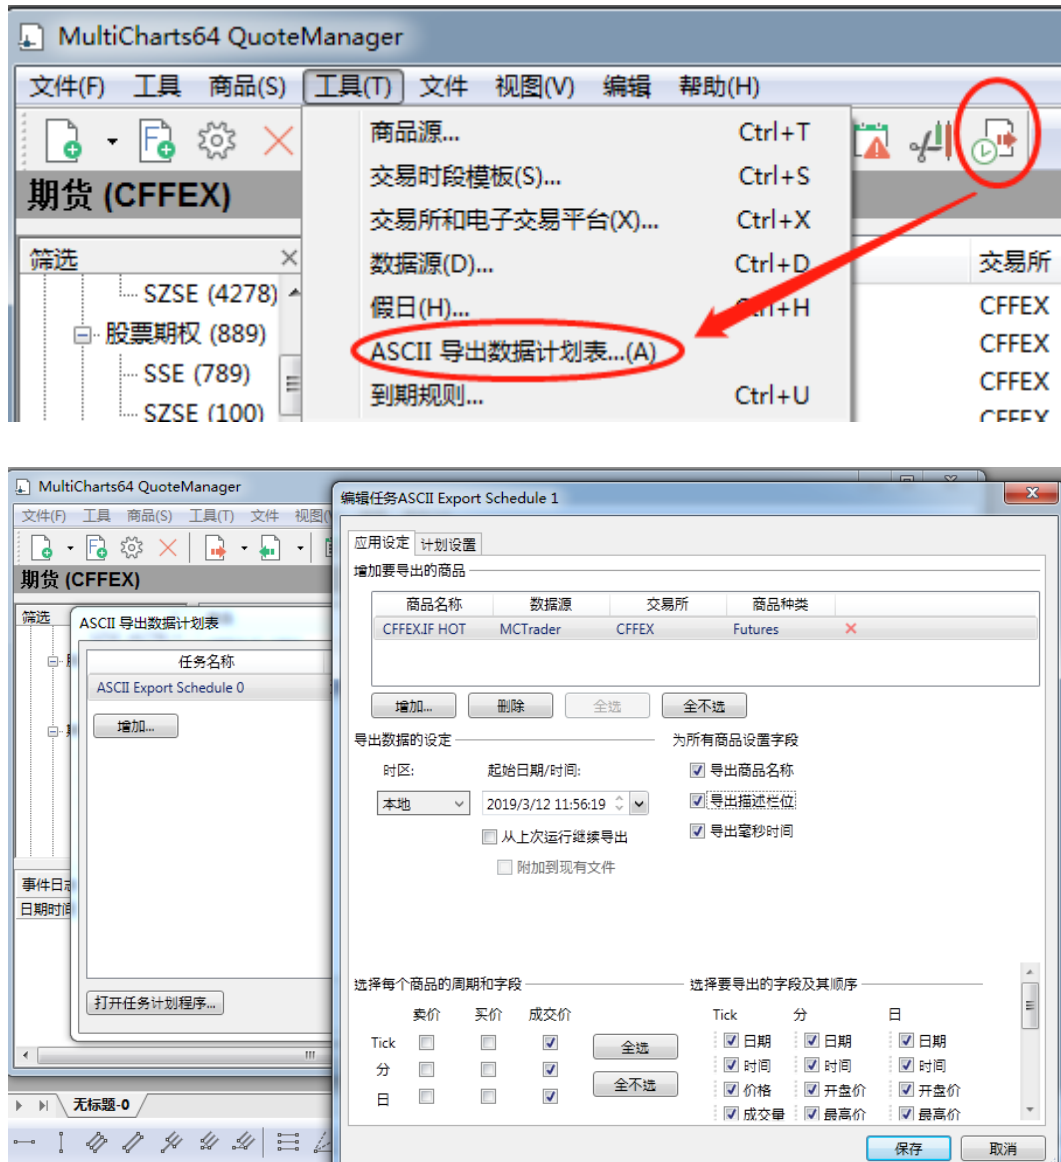 MultiCharts64 QuoteManager
文件(F) 工具 商品(S) 工具(T) 文件 视图(V) 编辑 帮助(H)
商品源... Ctrl+T
交易时段模板(S)... Ctrl+S
期货 (CFFEX)
交易所和电子交易平台(X)... Ctrl+X
筛选
数据源(D)... Ctrl+D
交易所
SZSE (4278)
假日(H)... Ctrl+H
CFFEX
股票期权 (889)
ASCII 导出数据计划表...(A)
CFFEX
SSE (789)
到期规则... Ctrl+U
CFFEX
SZSE (100)
CFFEX
MultiCharts64 QuoteManager
文件(F) 工具 商品(S) 工具(T) 文件 视图(
期货 (CFFEX)
筛选
ASCII 导出数据计划表
任务名称
ASCII Export Schedule 0
增加...
事件日
日期时间
打开任务计划程序...
无标题-0
编辑任务ASCII Export Schedule 1
应用设定 计划设置
增加要导出的商品
商品名称 数据源 交易所 商品种类
CFFEX.IF HOT MCTrader CFFEX Futures
增加... 删除 全选 全不选
导出数据的设定 为所有商品设置字段
时区: 起始日期/时间: 导出商品名称
本地 2019/3/12 11:56:19 导出描述栏位
从上次运行继续导出 导出毫秒时间
附加到现有文件
选择每个商品的周期和字段 选择要导出的字段及其顺序
卖价 买价 成交价 Tick 分 日
Tick 全选 日期 日期 日期
分 时间 时间 时间
日 全不选 价格 开盘价 开盘价
成交量 最高价 最高价
保存 取消